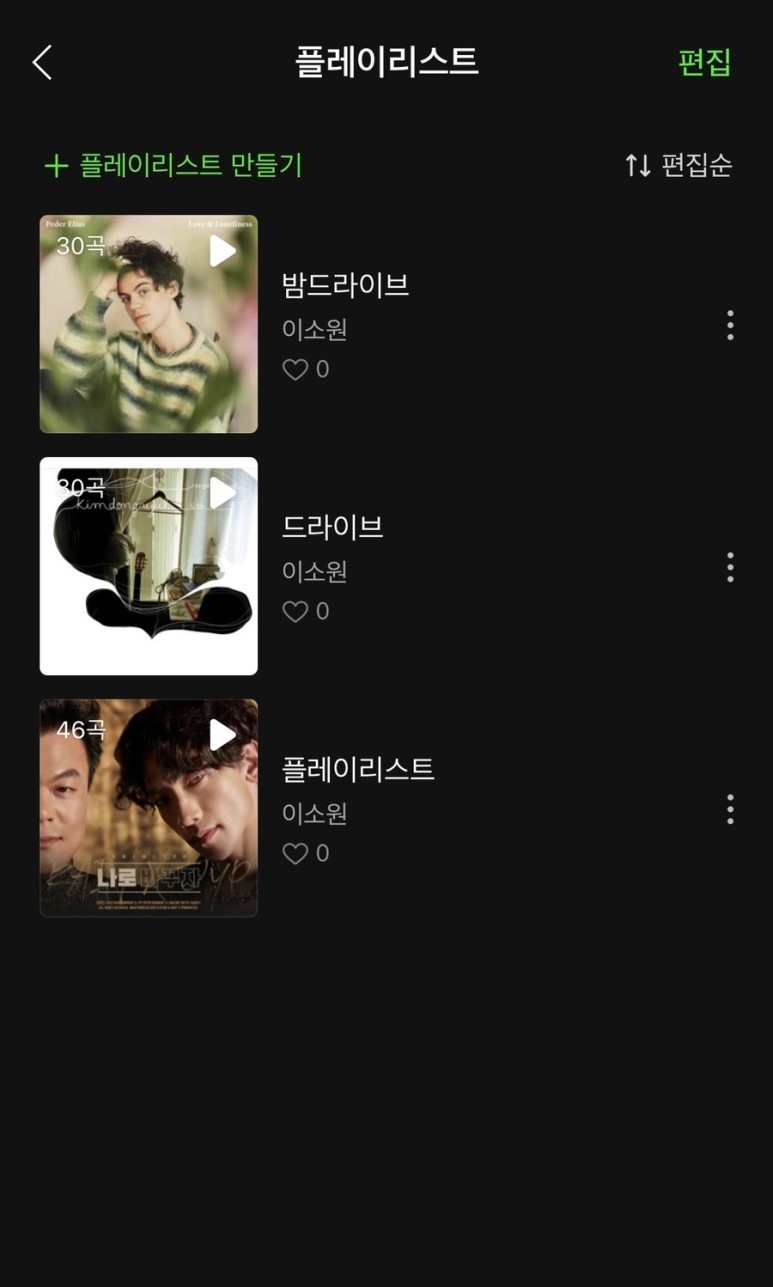 플레이리스트
편집
플레이리스트 만들기
편집순
Peder Elias
Love & Loneliness
30곡
밤드라이브
이소원
0
30곡
드라이브
이소원
0
46곡
나로 바꾸자
플레이리스트
이소원
0